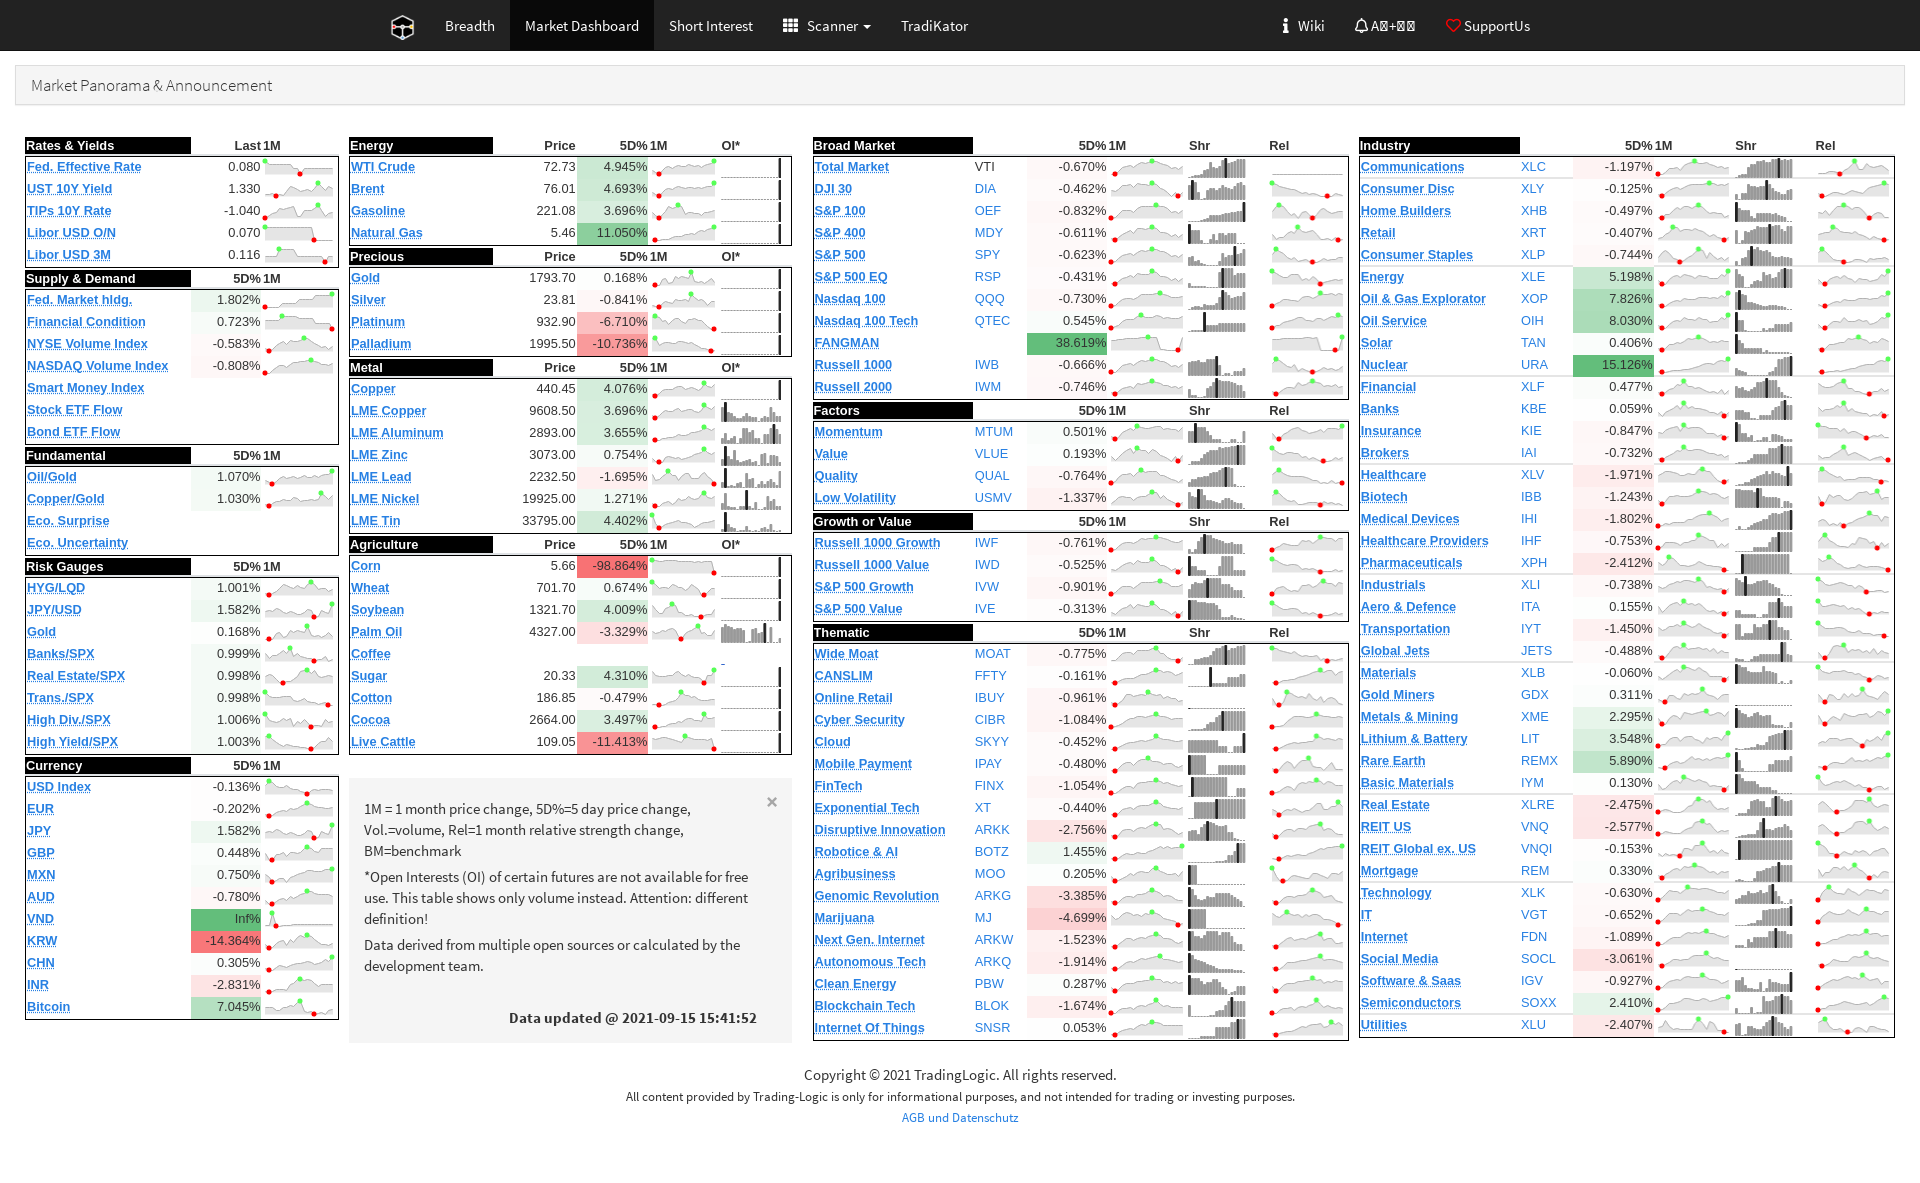 Breadth
Market Dashboard
Short Interest
Scanner
TradiKator
Wiki
SupportUs
Market Panorama & Announcement
Rates & Yields Last 1M
Fed. Effective Rate 0.080
UST 10Y Yield 1.330
TIPs 10Y Rate -1.040
Libor USD O/N 0.070
Libor USD 3M 0.116
Supply & Demand 5D% 1M
Fed. Market hldg. 1.802%
Financial Condition 0.723%
NYSE Volume Index -0.583%
NASDAQ Volume Index -0.808%
Smart Money Index
Stock ETF Flow
Bond ETF Flow
Fundamental 5D% 1M
Oil/Gold 1.070%
Copper/Gold 1.030%
Eco. Surprise
Eco. Uncertainty
Risk Gauges 5D% 1M
HYG/LQD 1.001%
JPY/USD 1.582%
Gold 0.168%
Banks/SPX 0.999%
Real Estate/SPX 0.998%
Trans./SPX 0.998%
High Div./SPX 1.006%
High Yield/SPX 1.003%
Currency 5D% 1M
USD Index -0.136%
EUR -0.202%
JPY 1.582%
GBP 0.448%
MXN 0.750%
AUD -0.780%
VND Inf%
KRW -14.364%
CHN 0.305%
INR -2.831%
Bitcoin 7.045%
Energy Price 5D% 1M OI*
WTI Crude 72.73 4.945%
Brent 76.01 4.693%
Gasoline 221.08 3.696%
Natural Gas 5.46 11.050%
Precious Price 5D% 1M OI*
Gold 1793.70 0.168%
Silver 23.81 -0.841%
Platinum 932.90 -6.710%
Palladium 1995.50 -10.736%
Metal Price 5D% 1M OI*
Copper 440.45 4.076%
LME Copper 9608.50 3.696%
LME Aluminum 2893.00 3.655%
LME Zinc 3073.00 0.754%
LME Lead 2232.50 -1.695%
LME Nickel 19925.00 1.271%
LME Tin 33795.00 4.402%
Agriculture Price 5D% 1M OI*
Corn 5.66 -98.864%
Wheat 701.70 0.674%
Soybean 1321.70 4.009%
Palm Oil 4327.00 -3.329%
Coffee
Sugar 20.33 4.310%
Cotton 186.85 -0.479%
Cocoa 2664.00 3.497%
Live Cattle 109.05 -11.413%
×
1M = 1 month price change, 5D%=5 day price change,
Vol.=volume, Rel=1 month relative strength change,
BM=benchmark
*Open Interests (OI) of certain futures are not available for free
use. This table shows only volume instead. Attention: different
definition!
Data derived from multiple open sources or calculated by the
development team.
Data updated @ 2021-09-15 15:41:52
Broad Market 5D% 1M Shr Rel
Total Market VTI -0.670%
DJI 30 DIA -0.462%
S&P 100 OEF -0.832%
S&P 400 MDY -0.611%
S&P 500 SPY -0.623%
S&P 500 EQ RSP -0.431%
Nasdaq 100 QQQ -0.730%
Nasdaq 100 Tech QTEC 0.545%
FANGMAN 38.619%
Russell 1000 IWB -0.666%
Russell 2000 IWM -0.746%
Factors 5D% 1M Shr Rel
Momentum MTUM 0.501%
Value VLUE 0.193%
Quality QUAL -0.764%
Low Volatility USMV -1.337%
Growth or Value 5D% 1M Shr Rel
Russell 1000 Growth IWF -0.761%
Russell 1000 Value IWD -0.525%
S&P 500 Growth IVW -0.901%
S&P 500 Value IVE -0.313%
Thematic 5D% 1M Shr Rel
Wide Moat MOAT -0.775%
CANSLIM FFTY -0.161%
Online Retail IBUY -0.961%
Cyber Security CIBR -1.084%
Cloud SKYY -0.452%
Mobile Payment IPAY -0.480%
FinTech FINX -1.054%
Exponential Tech XT -0.440%
Disruptive Innovation ARKK -2.756%
Robotice & AI BOTZ 1.455%
Agribusiness MOO 0.205%
Genomic Revolution ARKG -3.385%
Marijuana MJ -4.699%
Next Gen. Internet ARKW -1.523%
Autonomous Tech ARKQ -1.914%
Clean Energy PBW 0.287%
Blockchain Tech BLOK -1.674%
Internet Of Things SNSR 0.053%
Industry 5D% 1M Shr Rel
Communications XLC -1.197%
Consumer Disc XLY -0.125%
Home Builders XHB -0.497%
Retail XRT -0.407%
Consumer Staples XLP -0.744%
Energy XLE 5.198%
Oil & Gas Explorator XOP 7.826%
Oil Service OIH 8.030%
Solar TAN 0.406%
Nuclear URA 15.126%
Financial XLF 0.477%
Banks KBE 0.059%
Insurance KIE -0.847%
Brokers IAI -0.732%
Healthcare XLV -1.971%
Biotech IBB -1.243%
Medical Devices IHI -1.802%
Healthcare Providers IHF -0.753%
Pharmaceuticals XPH -2.412%
Industrials XLI -0.738%
Aero & Defence ITA 0.155%
Transportation IYT -1.450%
Global Jets JETS -0.488%
Materials XLB -0.060%
Gold Miners GDX 0.311%
Metals & Mining XME 2.295%
Lithium & Battery LIT 3.548%
Rare Earth REMX 5.890%
Basic Materials IYM 0.130%
Real Estate XLRE -2.475%
REIT US VNQ -2.577%
REIT Global ex. US VNQI -0.153%
Mortgage REM 0.330%
Technology XLK -0.630%
IT VGT -0.652%
Internet FDN -1.089%
Social Media SOCL -3.061%
Software & Saas IGV -0.927%
Semiconductors SOXX 2.410%
Utilities XLU -2.407%
Copyright © 2021 TradingLogic. All rights reserved.
All content provided by Trading-Logic is only for informational purposes, and not intended for trading or investing purposes.
AGB und Datenschutz